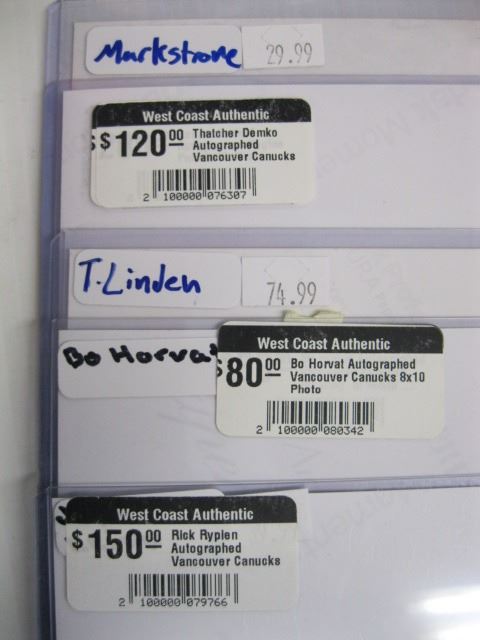 Markstrome 29.99
West Coast Authentic
$120.00 Thatcher Demko
Autographed
Vancouver Canucks
2 100000 076307
T. Linden 74.99
Bo Horvat
West Coast Authentic
$80.00 Bo Horvat Autographed
Vancouver Canucks 8x10
Photo
2 100000 080342
West Coast Authentic
$150.00 Rick Rypien
Autographed
Vancouver Canucks
2 100000 079766